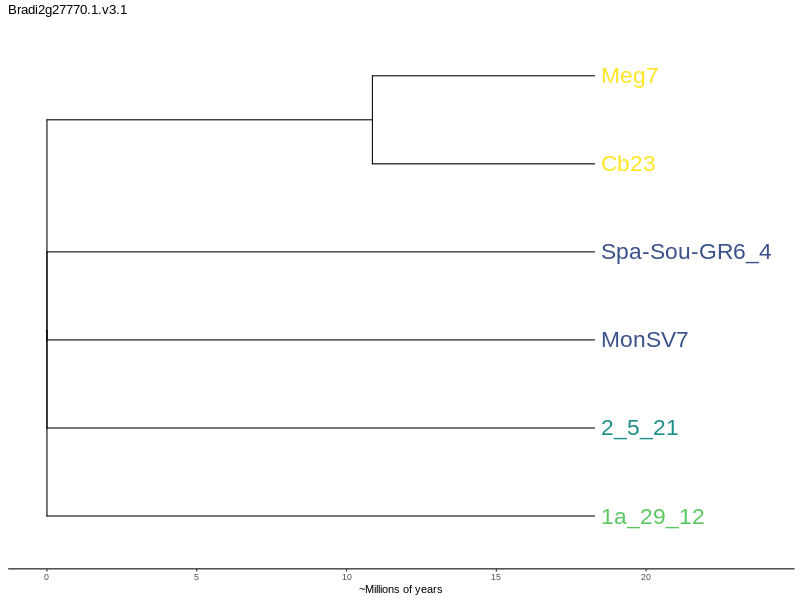 Bradi2g27770.1.v3.1
Meg7
Cb23
Spa-Sou-GR6_4
MonSV7
2_5_21
1a_29_12
0 5 10 15 20
~Millions of years